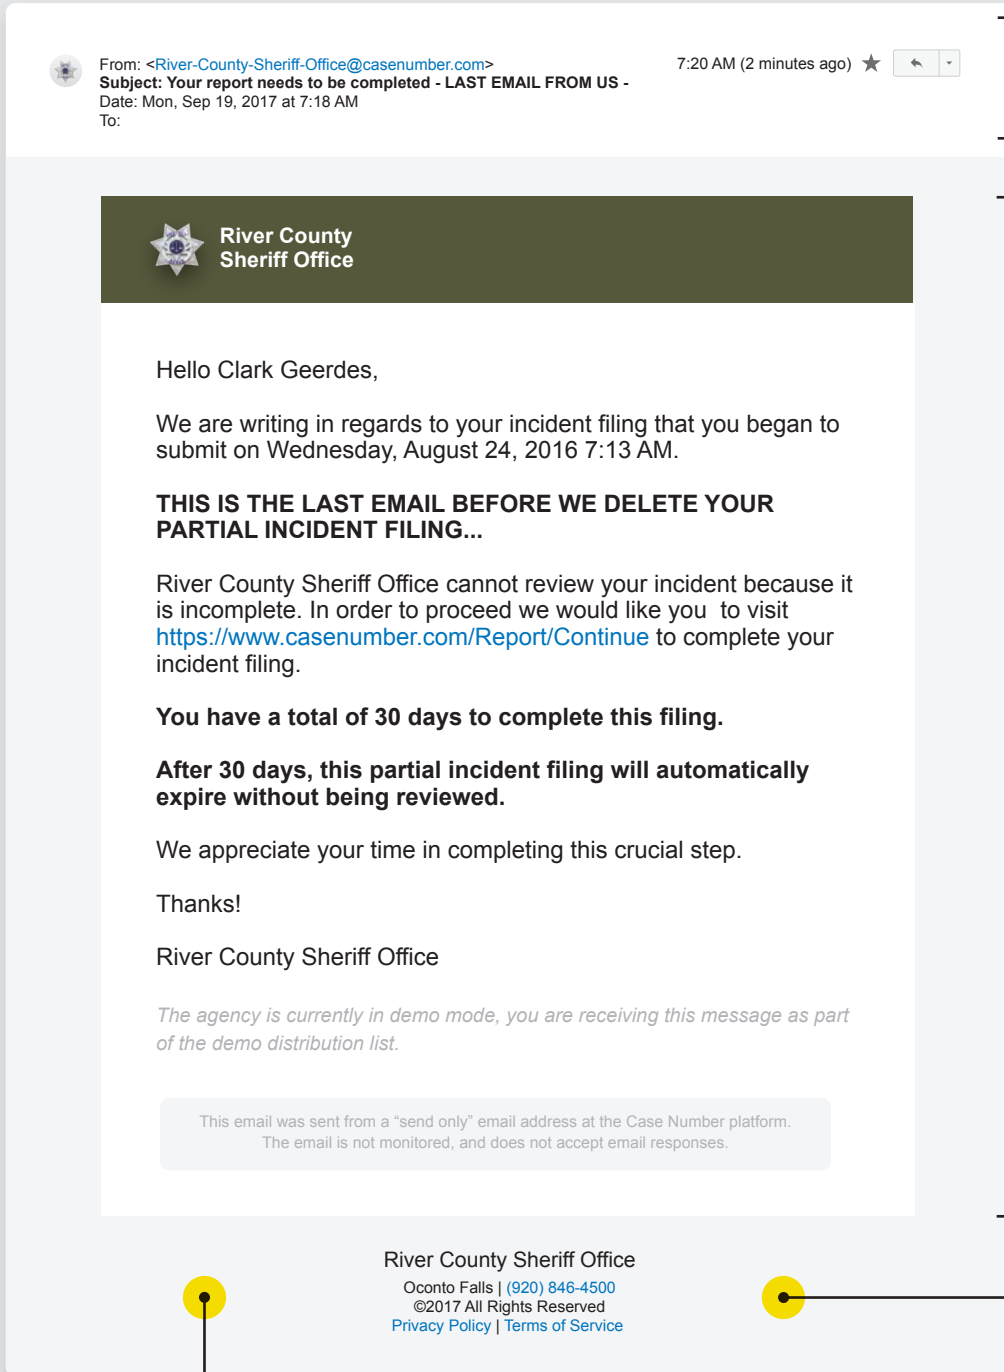 From: <River-County-Sheriff-Office@casenumber.com>
7:20 AM (2 minutes ago)
Subject: Your report needs to be completed - LAST EMAIL FROM US -
Date: Mon, Sep 19, 2017 at 7:18 AM
To:
River County
Sheriff Office
Hello Clark Geerdes,
We are writing in regards to your incident filing that you began to
submit on Wednesday, August 24, 2016 7:13 AM.
THIS IS THE LAST EMAIL BEFORE WE DELETE YOUR
PARTIAL INCIDENT FILING...
River County Sheriff Office cannot review your incident because it
is incomplete. In order to proceed we would like you  to visit
https://www.casenumber.com/Report/Continue to complete your
incident filing.
You have a total of 30 days to complete this filing.
After 30 days, this partial incident filing will automatically
expire without being reviewed.
We appreciate your time in completing this crucial step.
Thanks!
River County Sheriff Office
The agency is currently in demo mode, you are receiving this message as part
of the demo distribution list.
This email was sent from a “send only” email address at the Case Number platform.
The email is not monitored, and does not accept email responses.
River County Sheriff Office
Oconto Falls | (920) 846-4500
©2017 All Rights Reserved
Privacy Policy | Terms of Service